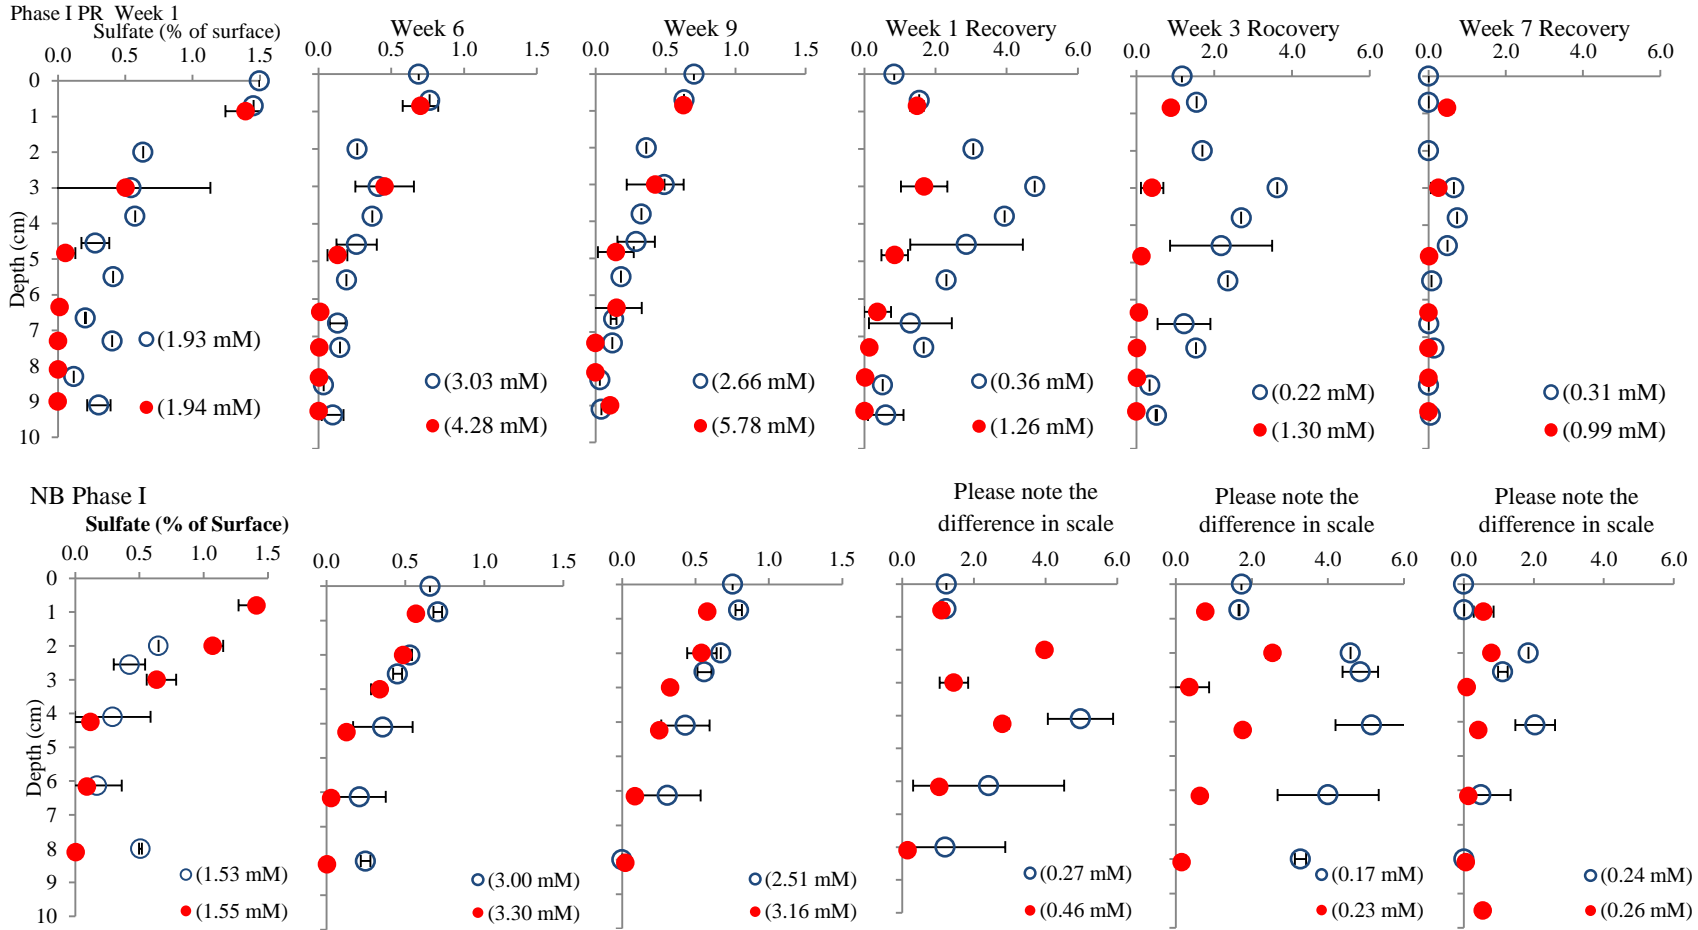 Phase I PR Week 1
Sulfate (% of surface)
Week 6
Week 9
Week 1 Recovery
Week 3 Rocovery
Week 7 Recovery
0.0 0.5 1.0 1.5
0.0 0.5 1.0 1.5
0.0 0.5 1.0 1.5
0.0 2.0 4.0 6.0
0.0 2.0 4.0 6.0
0.0 2.0 4.0 6.0
0
1
2
3
4
5
6
7
8
9
10
Depth (cm)
(1.93 mM)
(1.94 mM)
(3.03 mM)
(4.28 mM)
(2.66 mM)
(5.78 mM)
(0.36 mM)
(1.26 mM)
(0.22 mM)
(1.30 mM)
(0.31 mM)
(0.99 mM)
NB Phase I
Sulfate (% of Surface)
Please note the
difference in scale
Please note the
difference in scale
Please note the
difference in scale
0.0 0.5 1.0 1.5
0.0 0.5 1.0 1.5
0.0 0.5 1.0 1.5
0.0 2.0 4.0 6.0
0.0 2.0 4.0 6.0
0.0 2.0 4.0 6.0
0
1
2
3
4
5
6
7
8
9
10
Depth (cm)
(1.53 mM)
(1.55 mM)
(3.00 mM)
(3.30 mM)
(2.51 mM)
(3.16 mM)
(0.27 mM)
(0.46 mM)
(0.17 mM)
(0.23 mM)
(0.24 mM)
(0.26 mM)